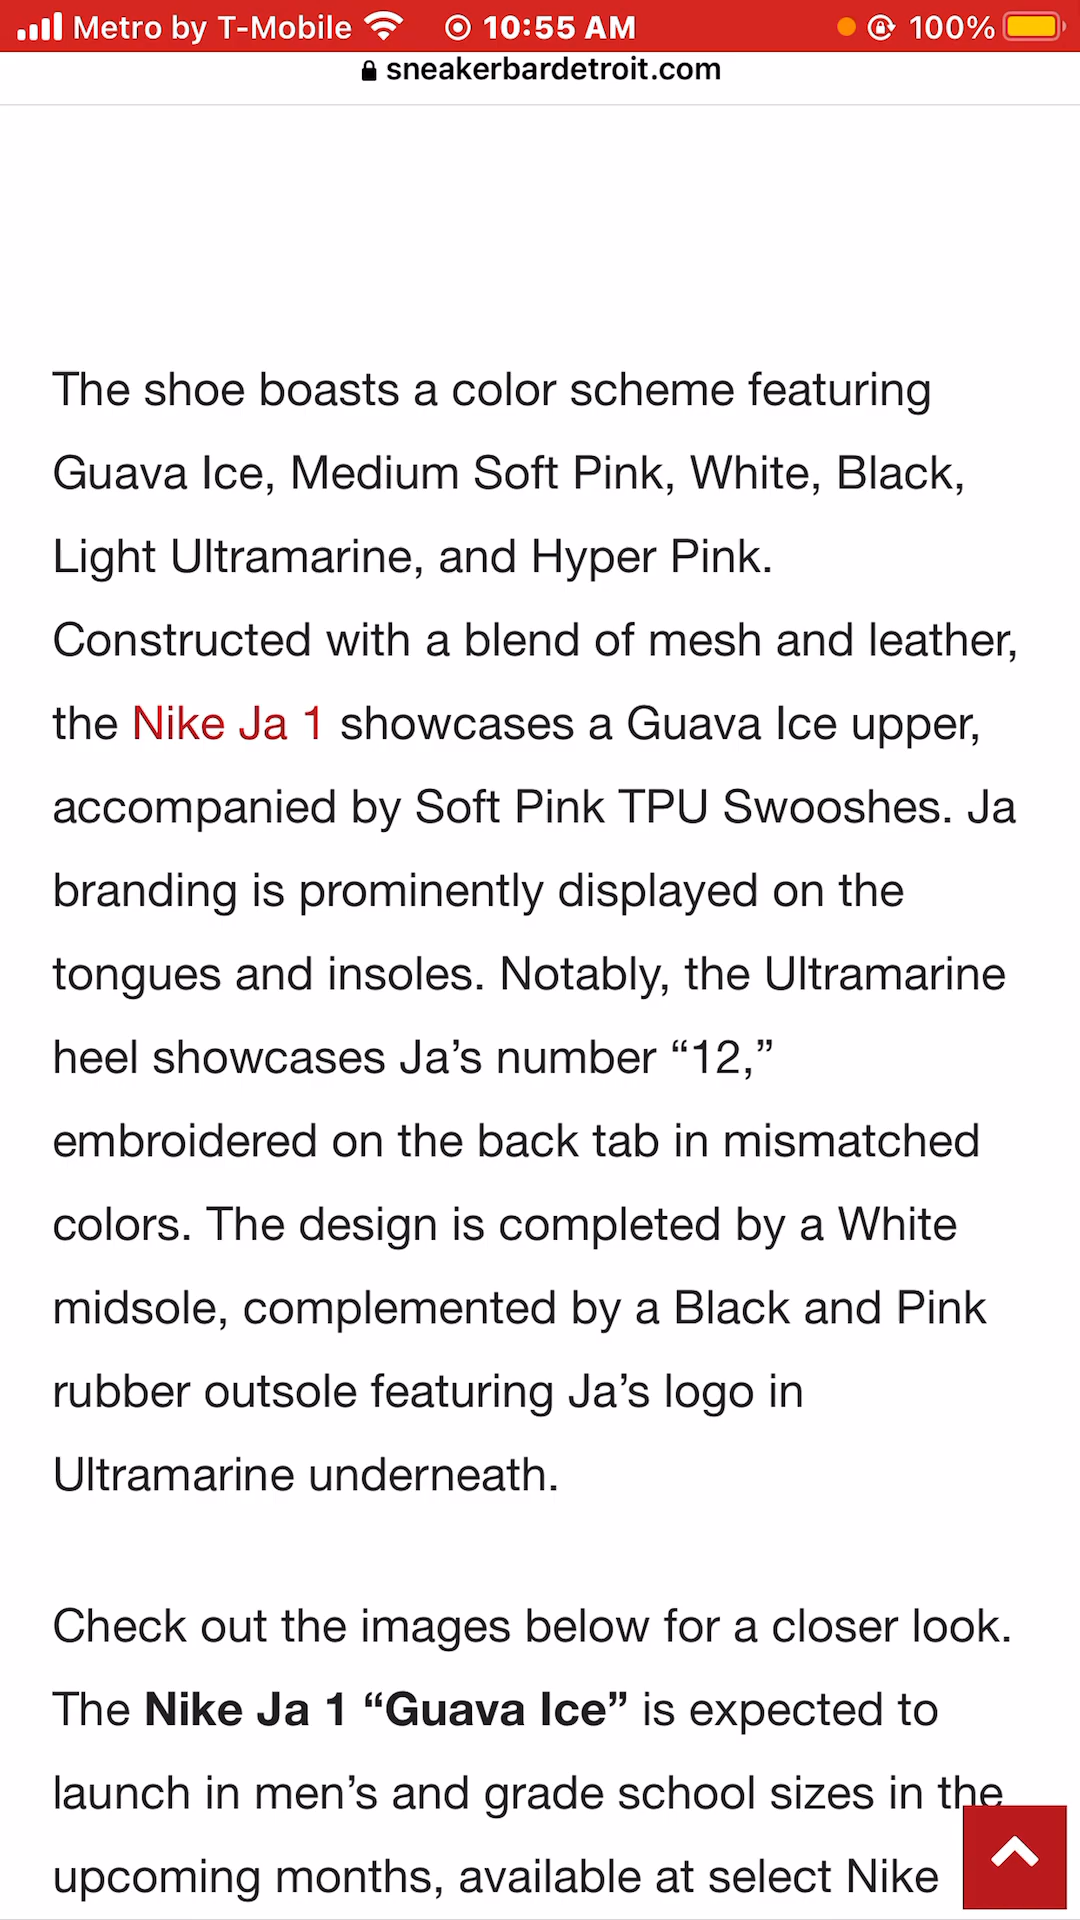 Metro by T-Mobile 10:55 AM 100%
sneakerbardetroit.com
The shoe boasts a color scheme featuring
Guava Ice, Medium Soft Pink, White, Black,
Light Ultramarine, and Hyper Pink.
Constructed with a blend of mesh and leather,
the Nike Ja 1 showcases a Guava Ice upper,
accompanied by Soft Pink TPU Swooshes. Ja
branding is prominently displayed on the
tongues and insoles. Notably, the Ultramarine
heel showcases Ja’s number “12,”
embroidered on the back tab in mismatched
colors. The design is completed by a White
midsole, complemented by a Black and Pink
rubber outsole featuring Ja’s logo in
Ultramarine underneath.
Check out the images below for a closer look.
The Nike Ja 1 “Guava Ice” is expected to
launch in men’s and grade school sizes in the
upcoming months, available at select Nike